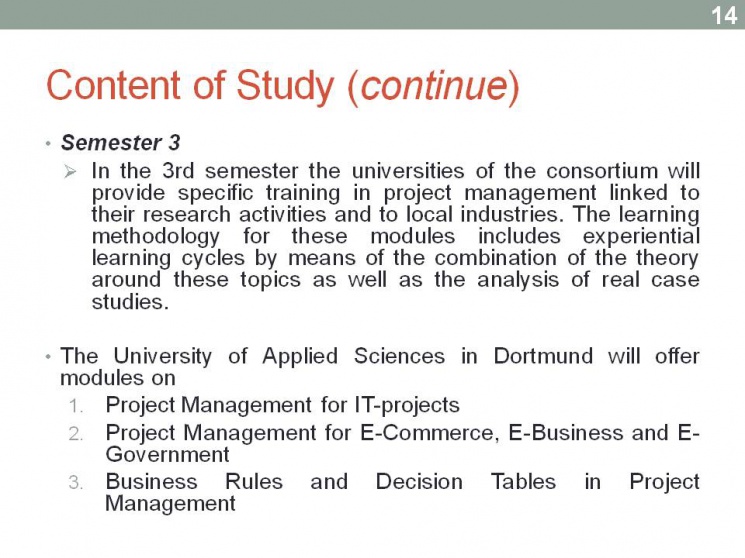 14
Content of Study (continue)
• Semester 3
➢ In the 3rd semester the universities of the consortium will
provide specific training in project management linked to
their research activities and to local industries. The learning
methodology for these modules includes experiential
learning cycles by means of the combination of the theory
around these topics as well as the analysis of real case
studies.
• The University of Applied Sciences in Dortmund will offer
modules on
1. Project Management for IT-projects
2. Project Management for E-Commerce, E-Business and E-
Government
3. Business Rules and Decision Tables in Project
Management